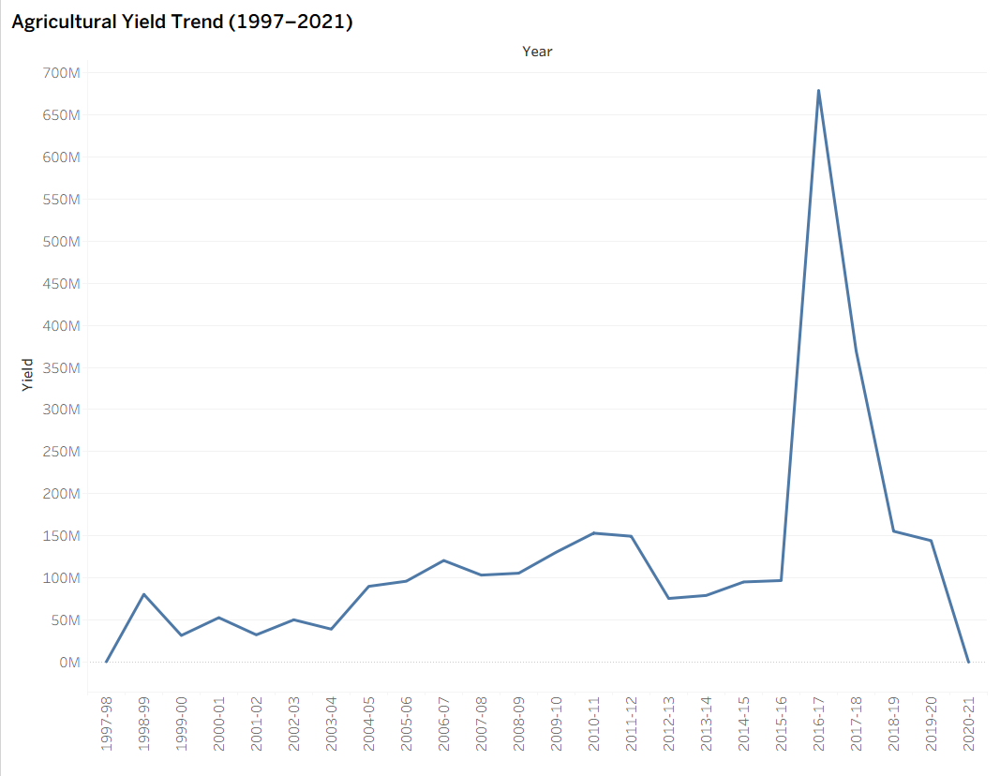 Agricultural Yield Trend (1997–2021)
Year
700M
650M
600M
550M
500M
450M
400M
350M
300M
250M
200M
150M
100M
50M
0M
Yield
1997-98
1998-99
1999-00
2000-01
2001-02
2002-03
2003-04
2004-05
2005-06
2006-07
2007-08
2008-09
2009-10
2010-11
2011-12
2012-13
2013-14
2014-15
2015-16
2016-17
2017-18
2018-19
2019-20
2020-21